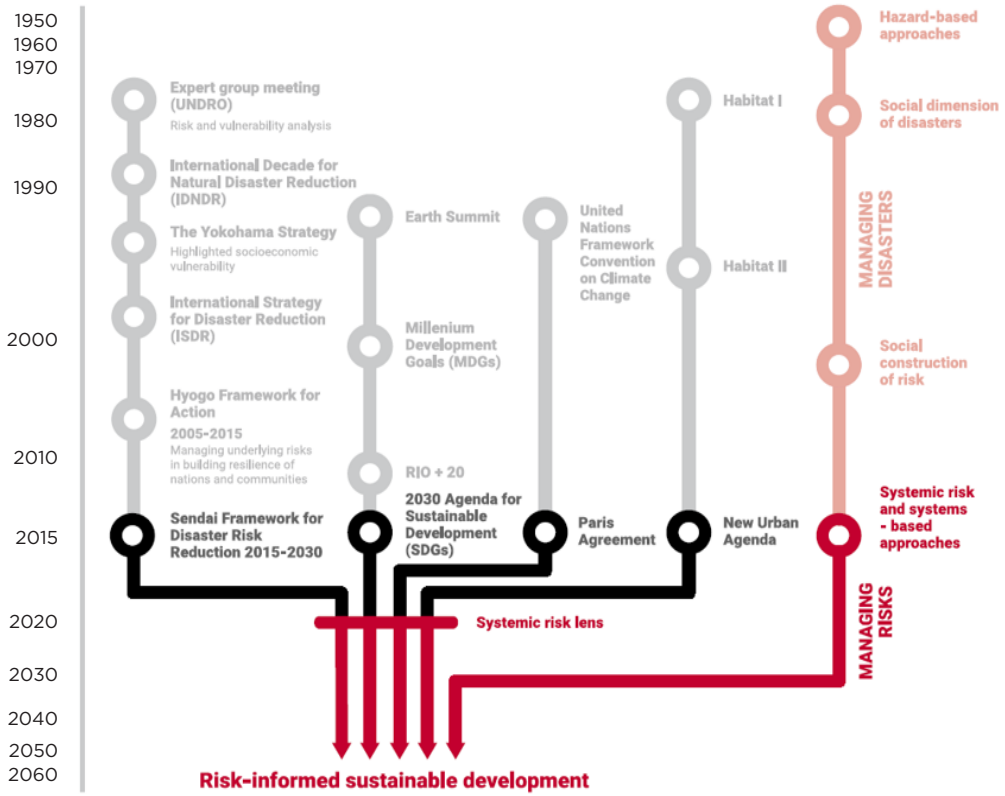 1950
1960
1970
1980
1990
2000
2010
2015
2020
2030
2040
2050
2060
Expert group meeting
(UNDRO)
Risk and vulnerability analysis
International Decade for
Natural Disaster Reduction
(IDNDR)
The Yokohama Strategy
Highlighted socioeconomic
vulnerability
International Strategy
for Disaster Reduction
(ISDR)
Hyogo Framework for
Action
2005-2015
Managing underlying risks
in building resilience of
nations and communities
Sendai Framework for
Disaster Risk
Reduction 2015-2030
Earth Summit
Millenium
Development
Goals (MDGs)
RIO + 20
2030 Agenda for
Sustainable
Development
(SDGs)
United
Nations
Framework
Convention
on Climate
Change
Paris
Agreement
Habitat I
Habitat II
New Urban
Agenda
Hazard-based
approaches
Social dimension
of disasters
MANAGING
DISASTERS
Social
construction
of risk
Systemic risk
and systems
- based
approaches
MANAGING
RISKS
Systemic risk lens
Risk-informed sustainable development